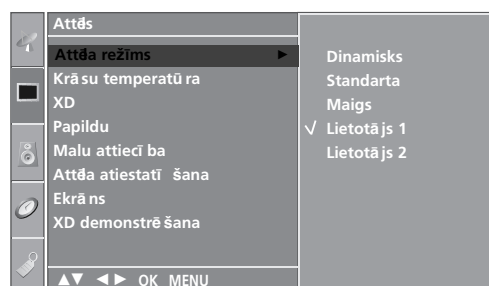 Attēls
Attēla režīms ►
Krāsu temperatūra
XD
Papildu
Malu attiecība
Attēla atiestatīšana
Ekrāns
XD demonstrēšana
▲▼ ◄► OK MENU
Dinamisks
Standarta
Maigs
√ Lietotājs 1
Lietotājs 2